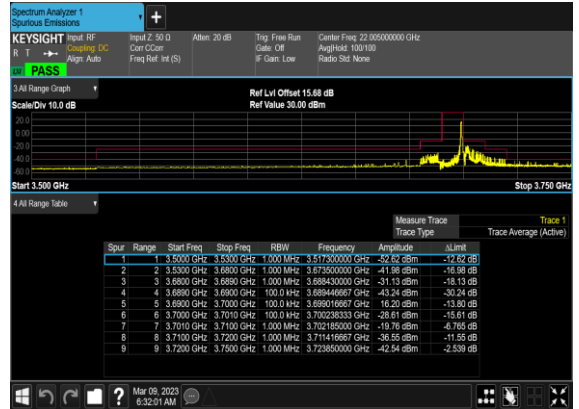 Spectrum Analyzer 1
Spurious Emissions
KEYSIGHT Input: RF
R T Coupling: DC
Align: Auto
Input Z: 50 Ω
Corr CCorr
Freq Ref: Int (S)
Atten: 20 dB
Trig: Free Run
Gate: Off
IF Gain: Low
Center Freq: 22.005000000 GHz
Avg|Hold: 100/100
Radio Std: None
PASS
3 All Range Graph
Scale/Div 10.0 dB
Ref Lvl Offset 15.68 dB
Ref Value 30.00 dBm
20.0
0.00
-20.0
-40.0
-60.0
Start 3.500 GHz Stop 3.750 GHz
4 All Range Table
Measure Trace Trace 1
Trace Type Trace Average (Active)
Spur Range Start Freq Stop Freq RBW Frequency Amplitude ΔLimit
1 1 3.5000 GHz 3.5300 GHz 1.000 MHz 3.517300000 GHz -52.62 dBm -12.62 dB
2 2 3.5300 GHz 3.6800 GHz 1.000 MHz 3.673500000 GHz -41.98 dBm -16.98 dB
3 3 3.6800 GHz 3.6890 GHz 1.000 MHz 3.688430000 GHz -31.13 dBm -18.13 dB
4 4 3.6890 GHz 3.6900 GHz 100.0 kHz 3.689446667 GHz -43.24 dBm -30.24 dB
5 5 3.6900 GHz 3.7000 GHz 100.0 kHz 3.699016667 GHz 16.20 dBm -13.80 dB
6 6 3.7000 GHz 3.7010 GHz 100.0 kHz 3.700238333 GHz -28.61 dBm -15.61 dB
7 7 3.7010 GHz 3.7100 GHz 1.000 MHz 3.702185000 GHz -19.76 dBm -6.765 dB
8 8 3.7100 GHz 3.7200 GHz 1.000 MHz 3.711416667 GHz -36.55 dBm -11.55 dB
9 9 3.7200 GHz 3.7500 GHz 1.000 MHz 3.723850000 GHz -42.54 dBm -2.539 dB
Mar 09, 2023
6:32:01 AM